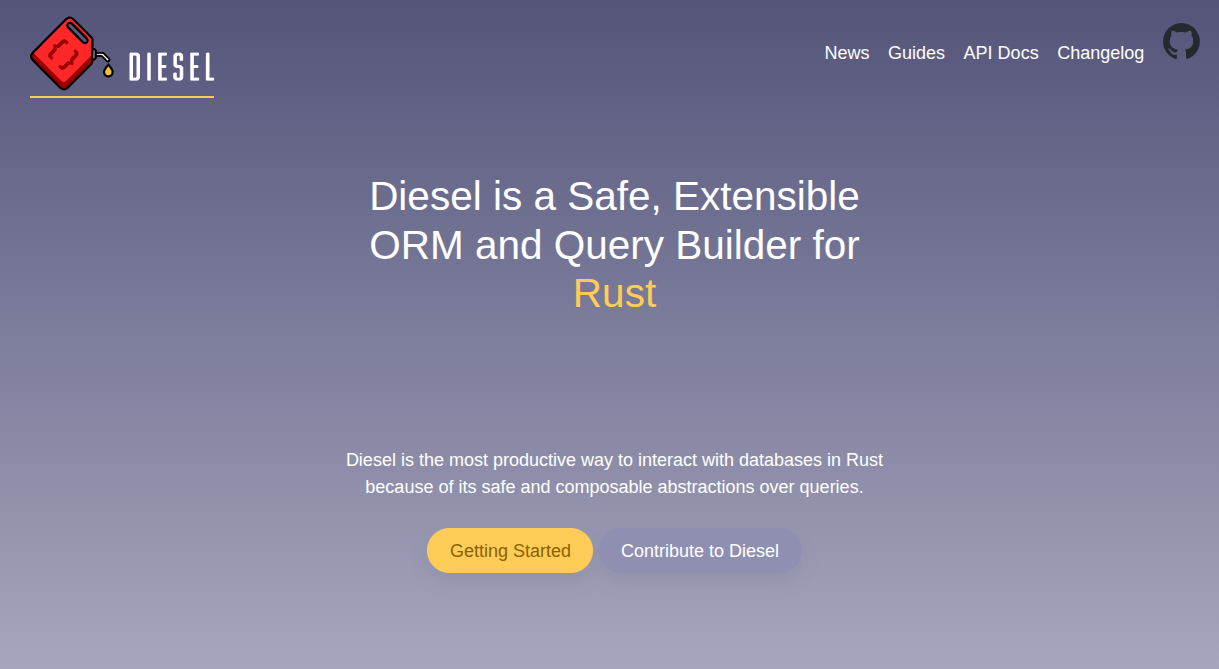 DIESEL
News Guides API Docs Changelog
Diesel is a Safe, Extensible
ORM and Query Builder for
Rust
Diesel is the most productive way to interact with databases in Rust
because of its safe and composable abstractions over queries.
Getting Started Contribute to Diesel